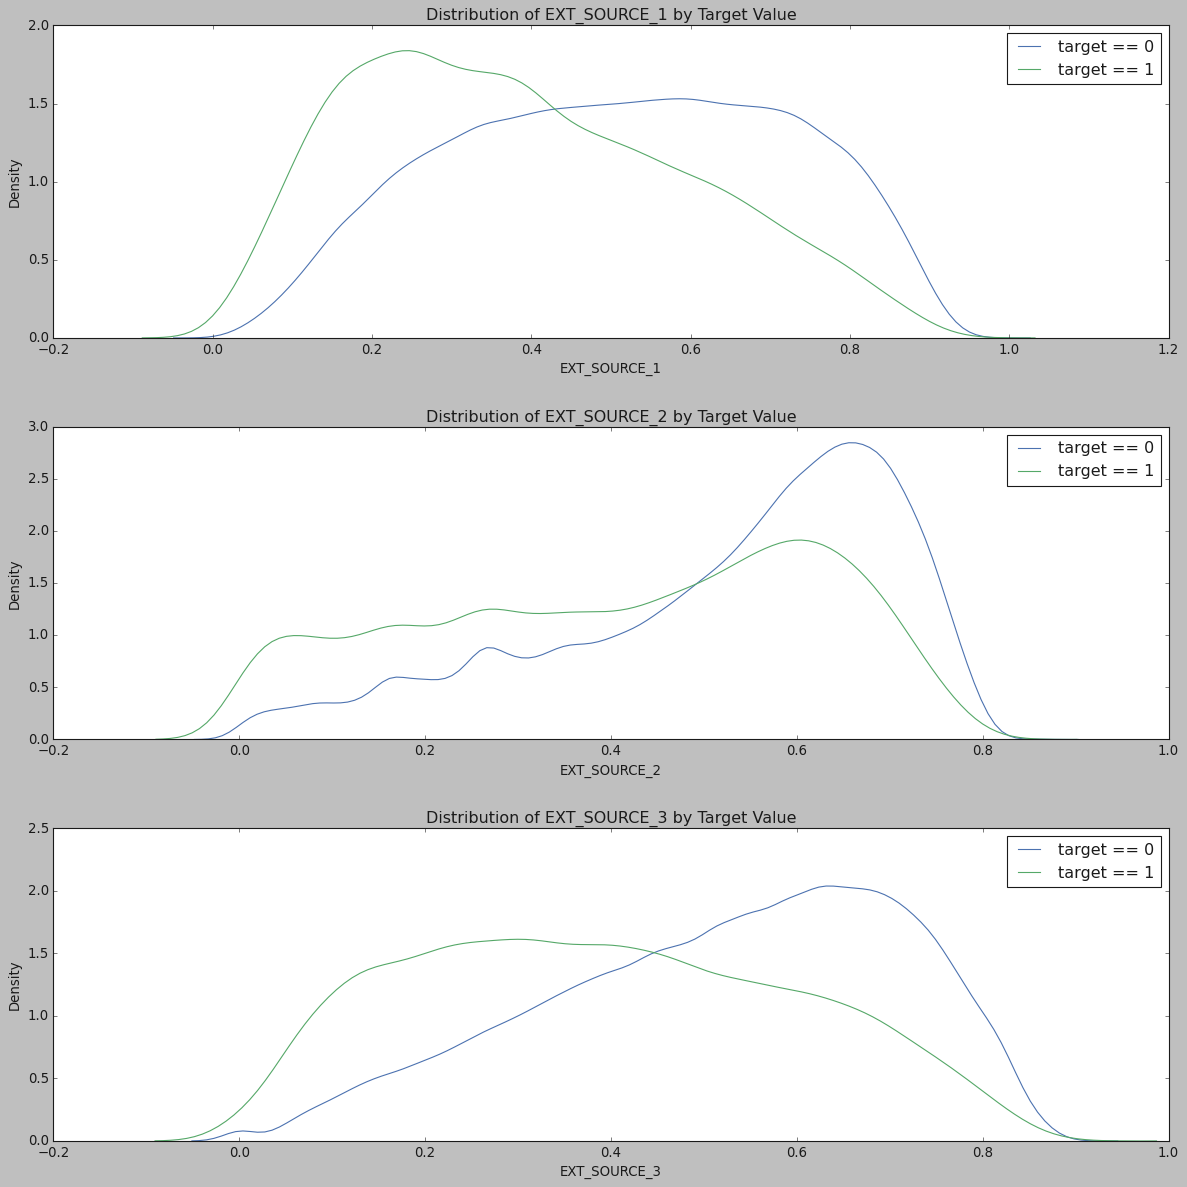 Distribution of EXT_SOURCE_1 by Target Value
2.0
1.5
1.0
0.5
0.0
Density
target == 0
target == 1
−0.2 0.0 0.2 0.4 0.6 0.8 1.0 1.2
EXT_SOURCE_1
Distribution of EXT_SOURCE_2 by Target Value
3.0
2.5
2.0
1.5
1.0
0.5
0.0
Density
target == 0
target == 1
−0.2 0.0 0.2 0.4 0.6 0.8 1.0
EXT_SOURCE_2
Distribution of EXT_SOURCE_3 by Target Value
2.5
2.0
1.5
1.0
0.5
0.0
Density
target == 0
target == 1
−0.2 0.0 0.2 0.4 0.6 0.8 1.0
EXT_SOURCE_3